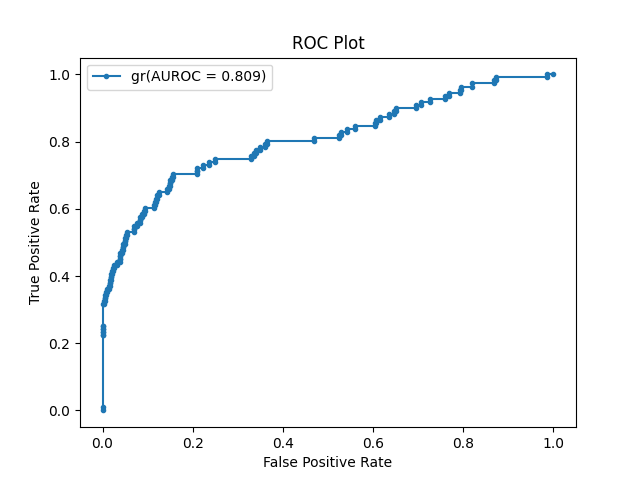 ROC Plot
gr(AUROC = 0.809)
True Positive Rate
1.0
0.8
0.6
0.4
0.2
0.0
0.0 0.2 0.4 0.6 0.8 1.0
False Positive Rate